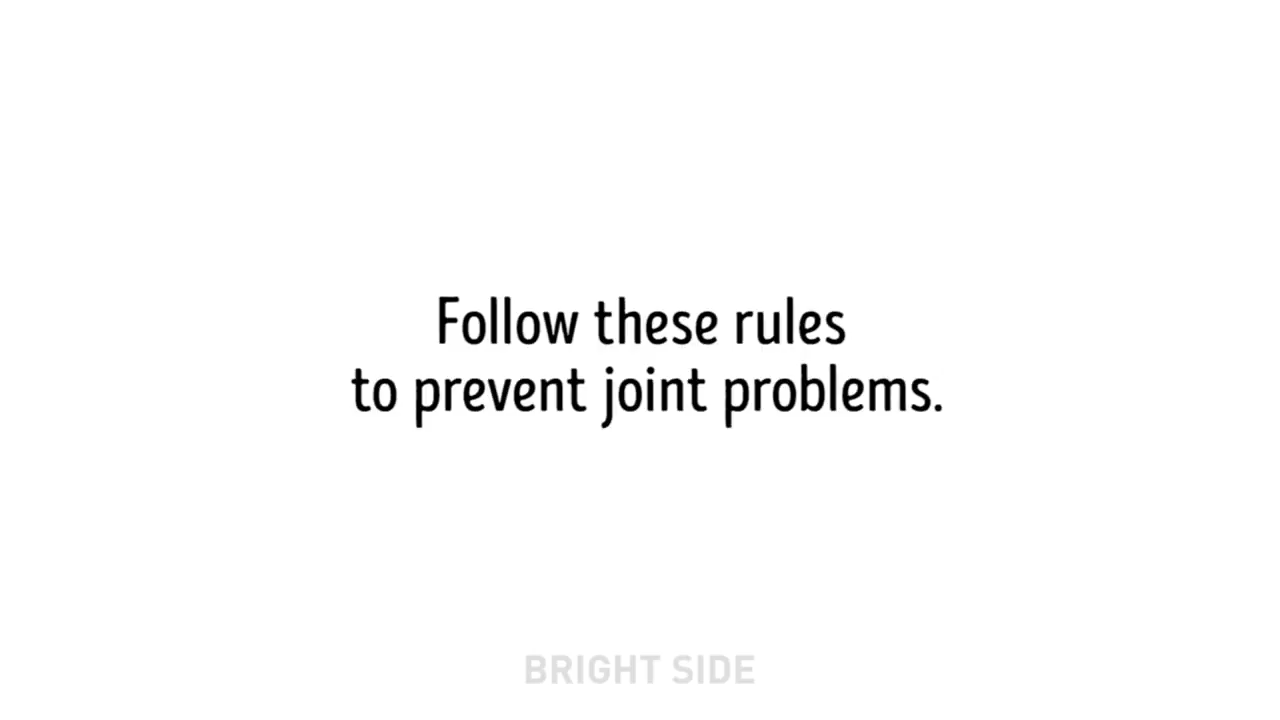 Follow these rules
to prevent joint problems.
BRIGHT SIDE